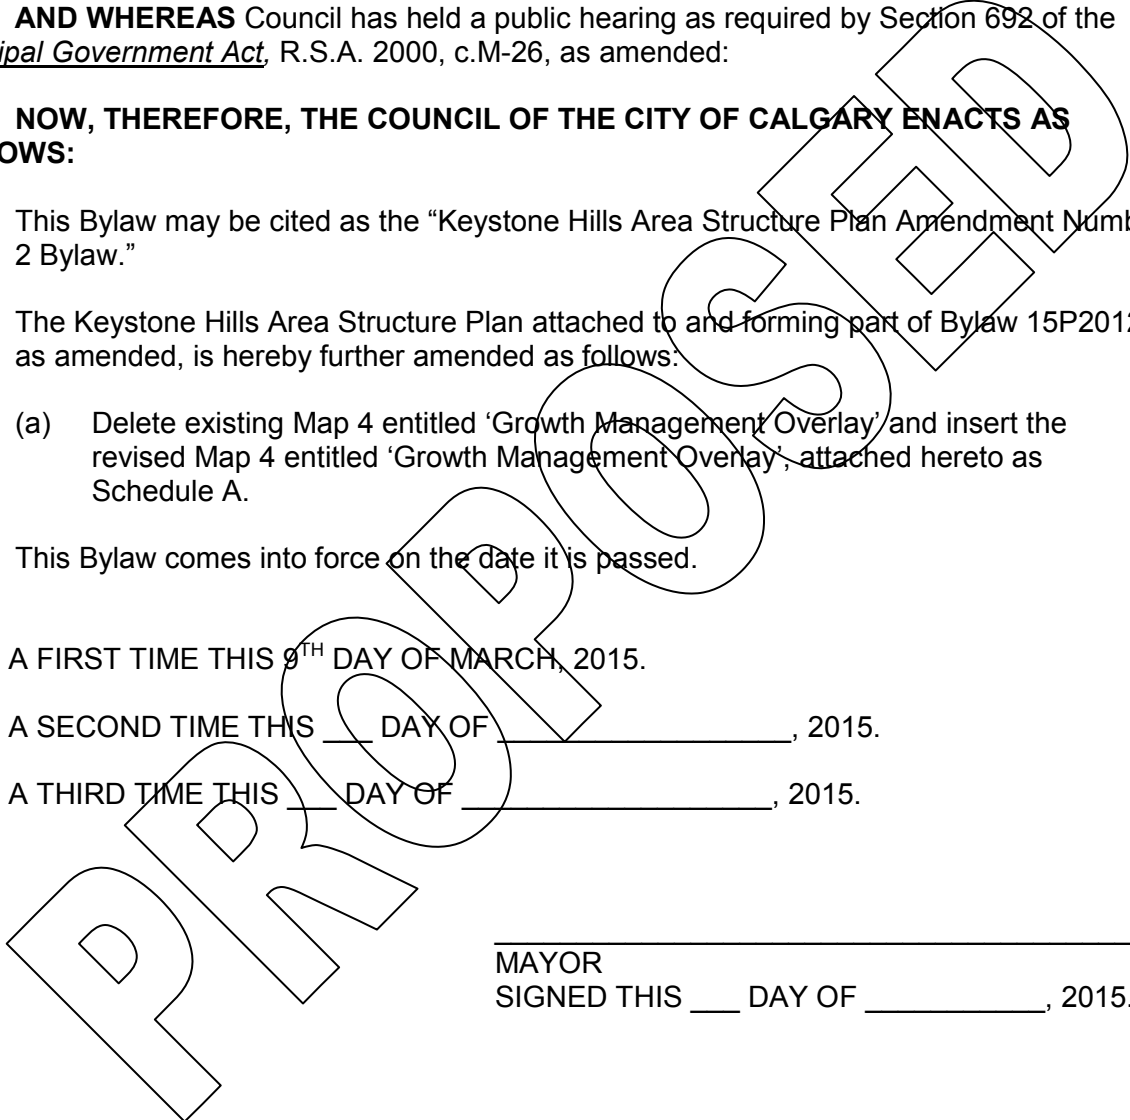 AND WHEREAS Council has held a public hearing as required by Section 692 of the
ipal Government Act, R.S.A. 2000, c.M-26, as amended:
NOW, THEREFORE, THE COUNCIL OF THE CITY OF CALGARY ENACTS AS
OWS:
This Bylaw may be cited as the “Keystone Hills Area Structure Plan Amendment Numb
2 Bylaw.”
The Keystone Hills Area Structure Plan attached to and forming part of Bylaw 15P2012
as amended, is hereby further amended as follows:
(a) Delete existing Map 4 entitled ‘Growth Management Overlay’ and insert the
revised Map 4 entitled ‘Growth Management Overlay’, attached hereto as
Schedule A.
This Bylaw comes into force on the date it is passed.
A FIRST TIME THIS 9TH DAY OF MARCH, 2015.
A SECOND TIME THIS ___ DAY OF __________________, 2015.
A THIRD TIME THIS ___ DAY OF ___________________, 2015.
MAYOR
SIGNED THIS ___ DAY OF ___________, 2015.
PROPOSED